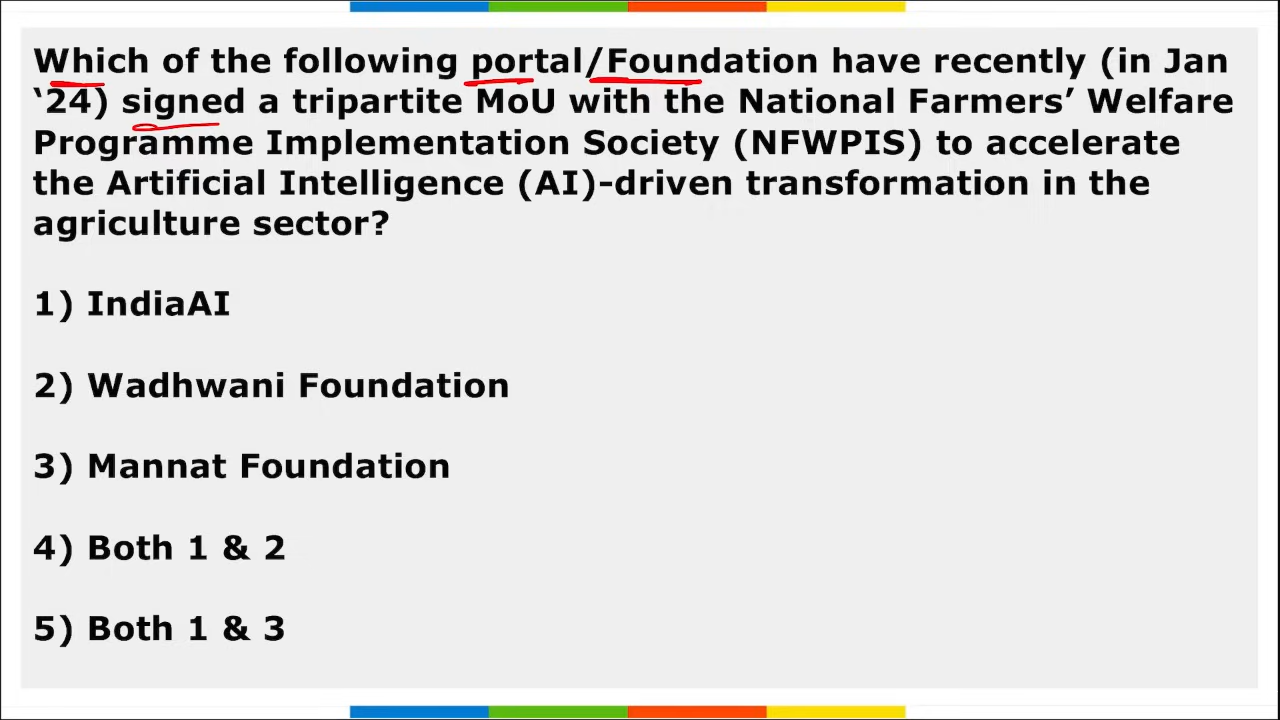 Which of the following portal/Foundation have recently (in Jan
‘24) signed a tripartite MoU with the National Farmers’ Welfare
Programme Implementation Society (NFWPIS) to accelerate
the Artificial Intelligence (AI)-driven transformation in the
agriculture sector?
1) IndiaAI
2) Wadhwani Foundation
3) Mannat Foundation
4) Both 1 & 2
5) Both 1 & 3